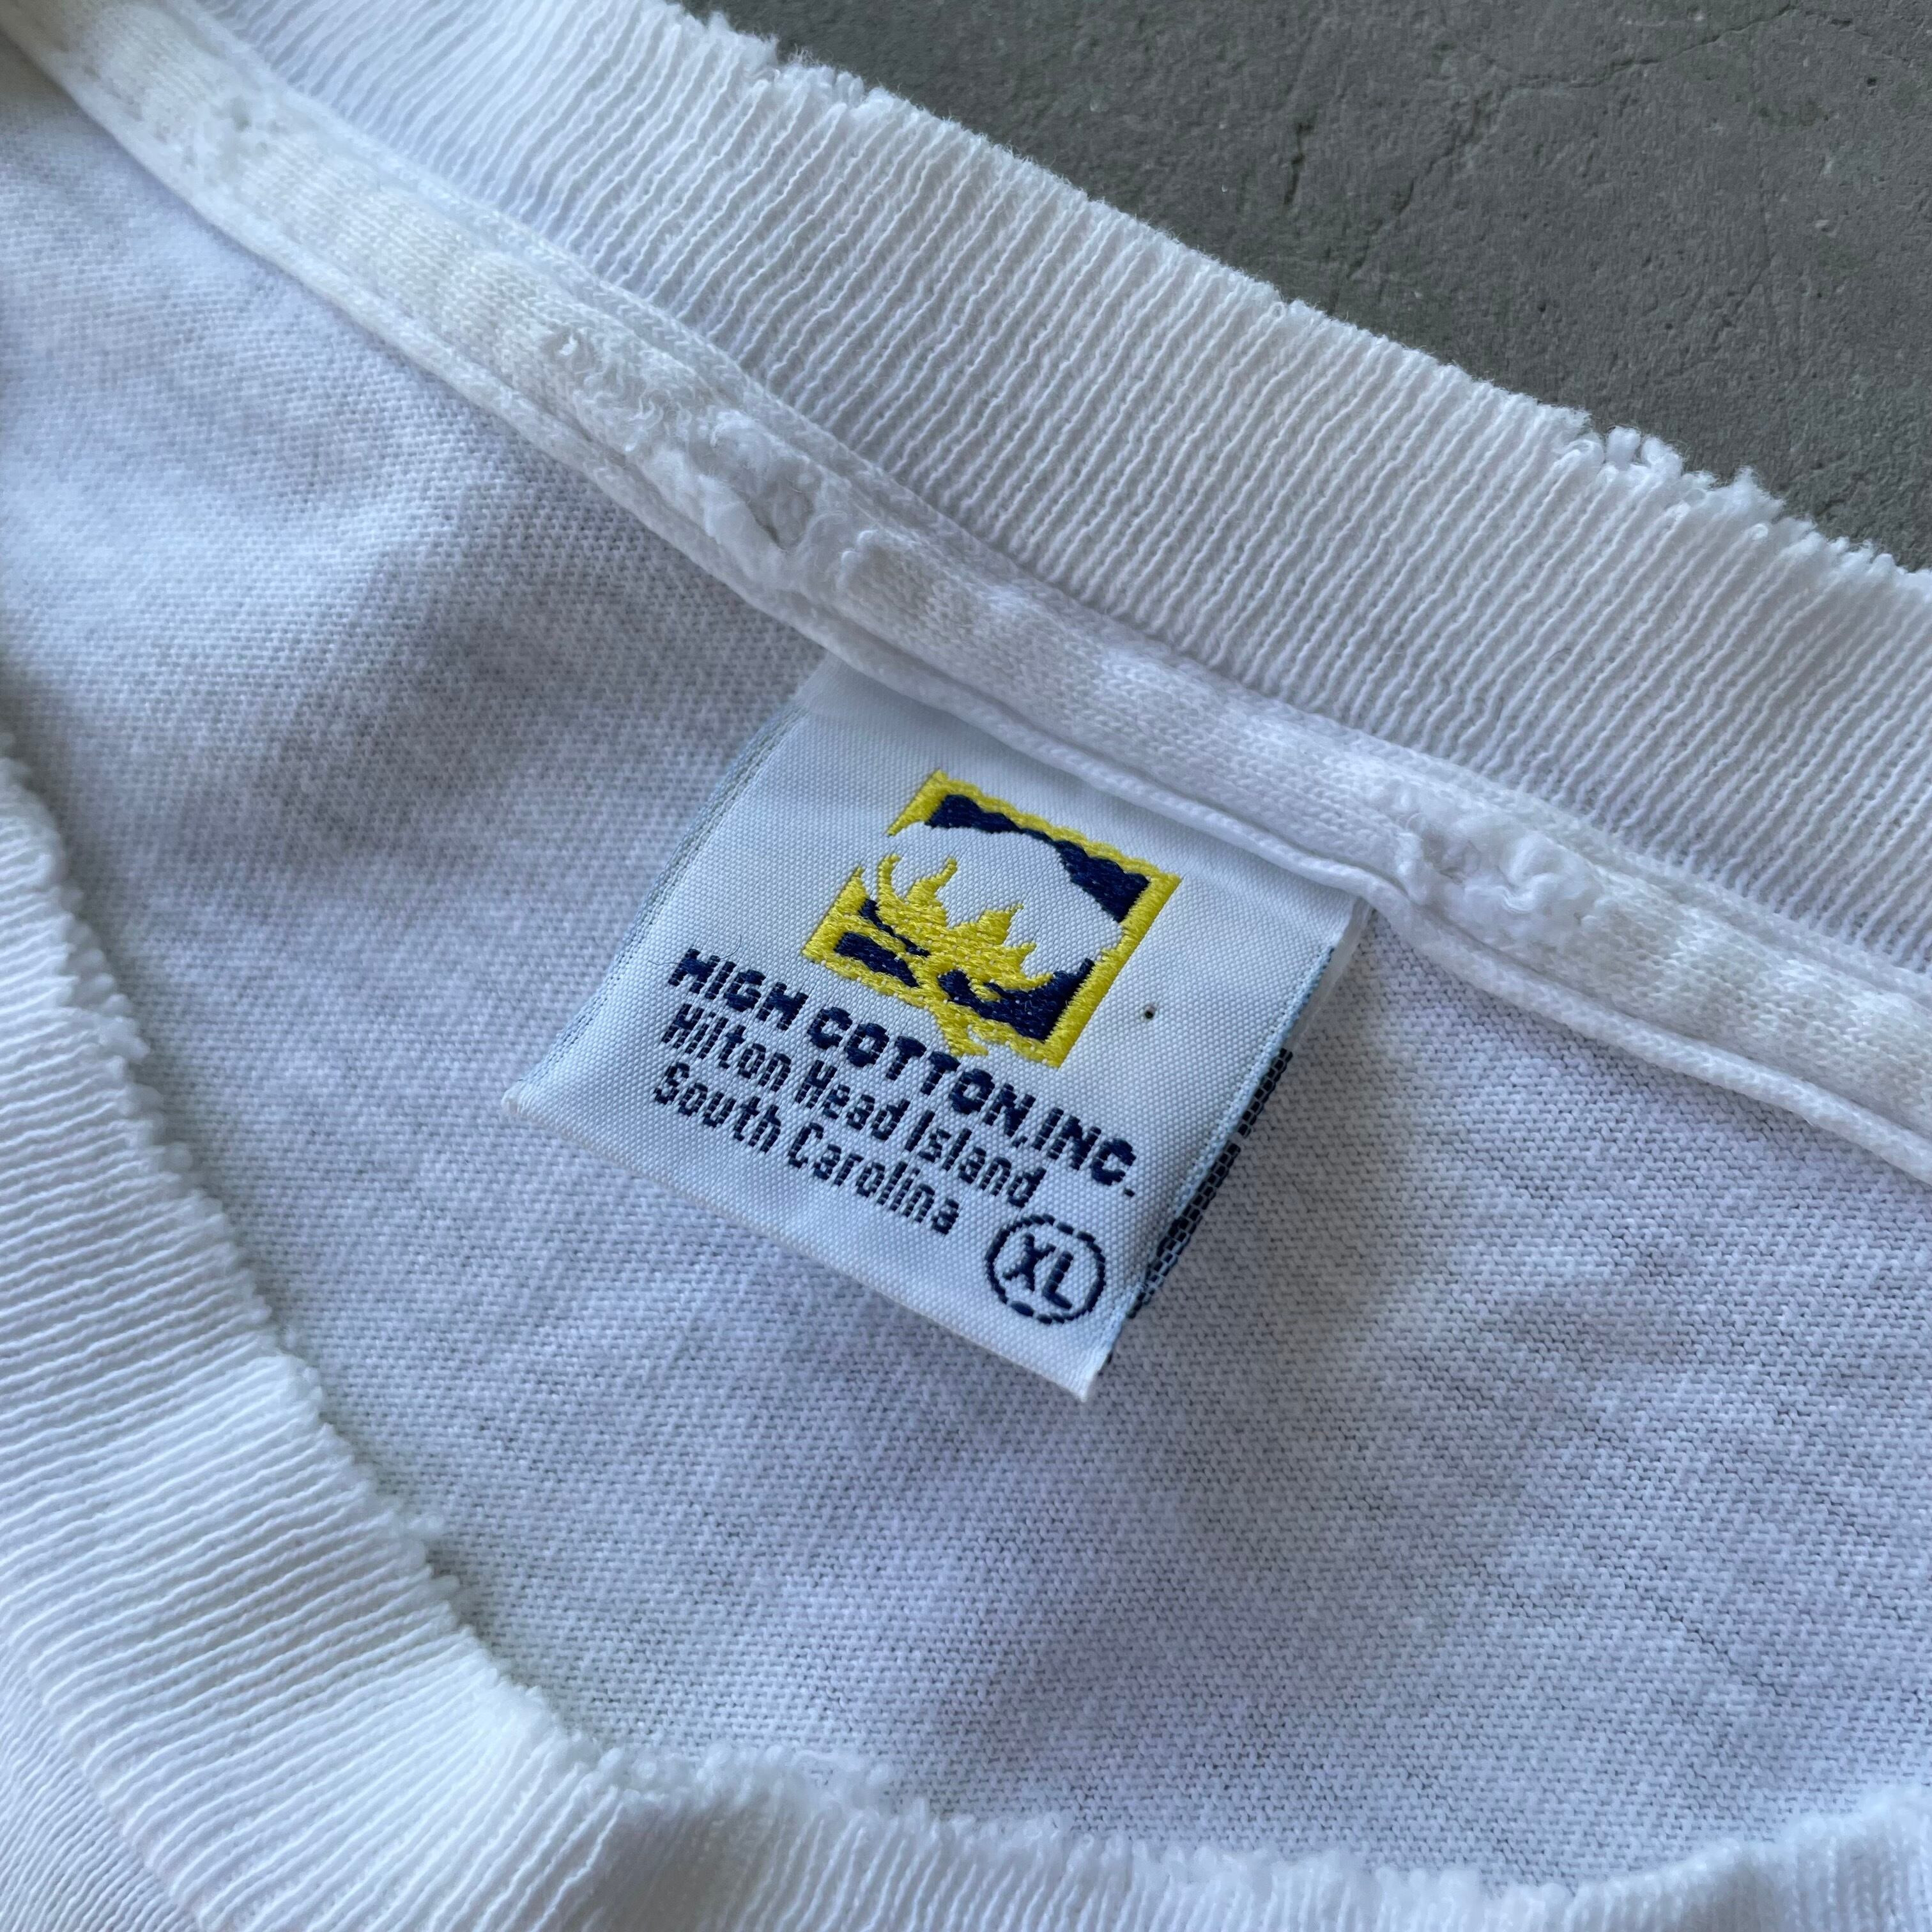 HIGH COTTON, INC.
Hilton Head Island
South Carolina
XL